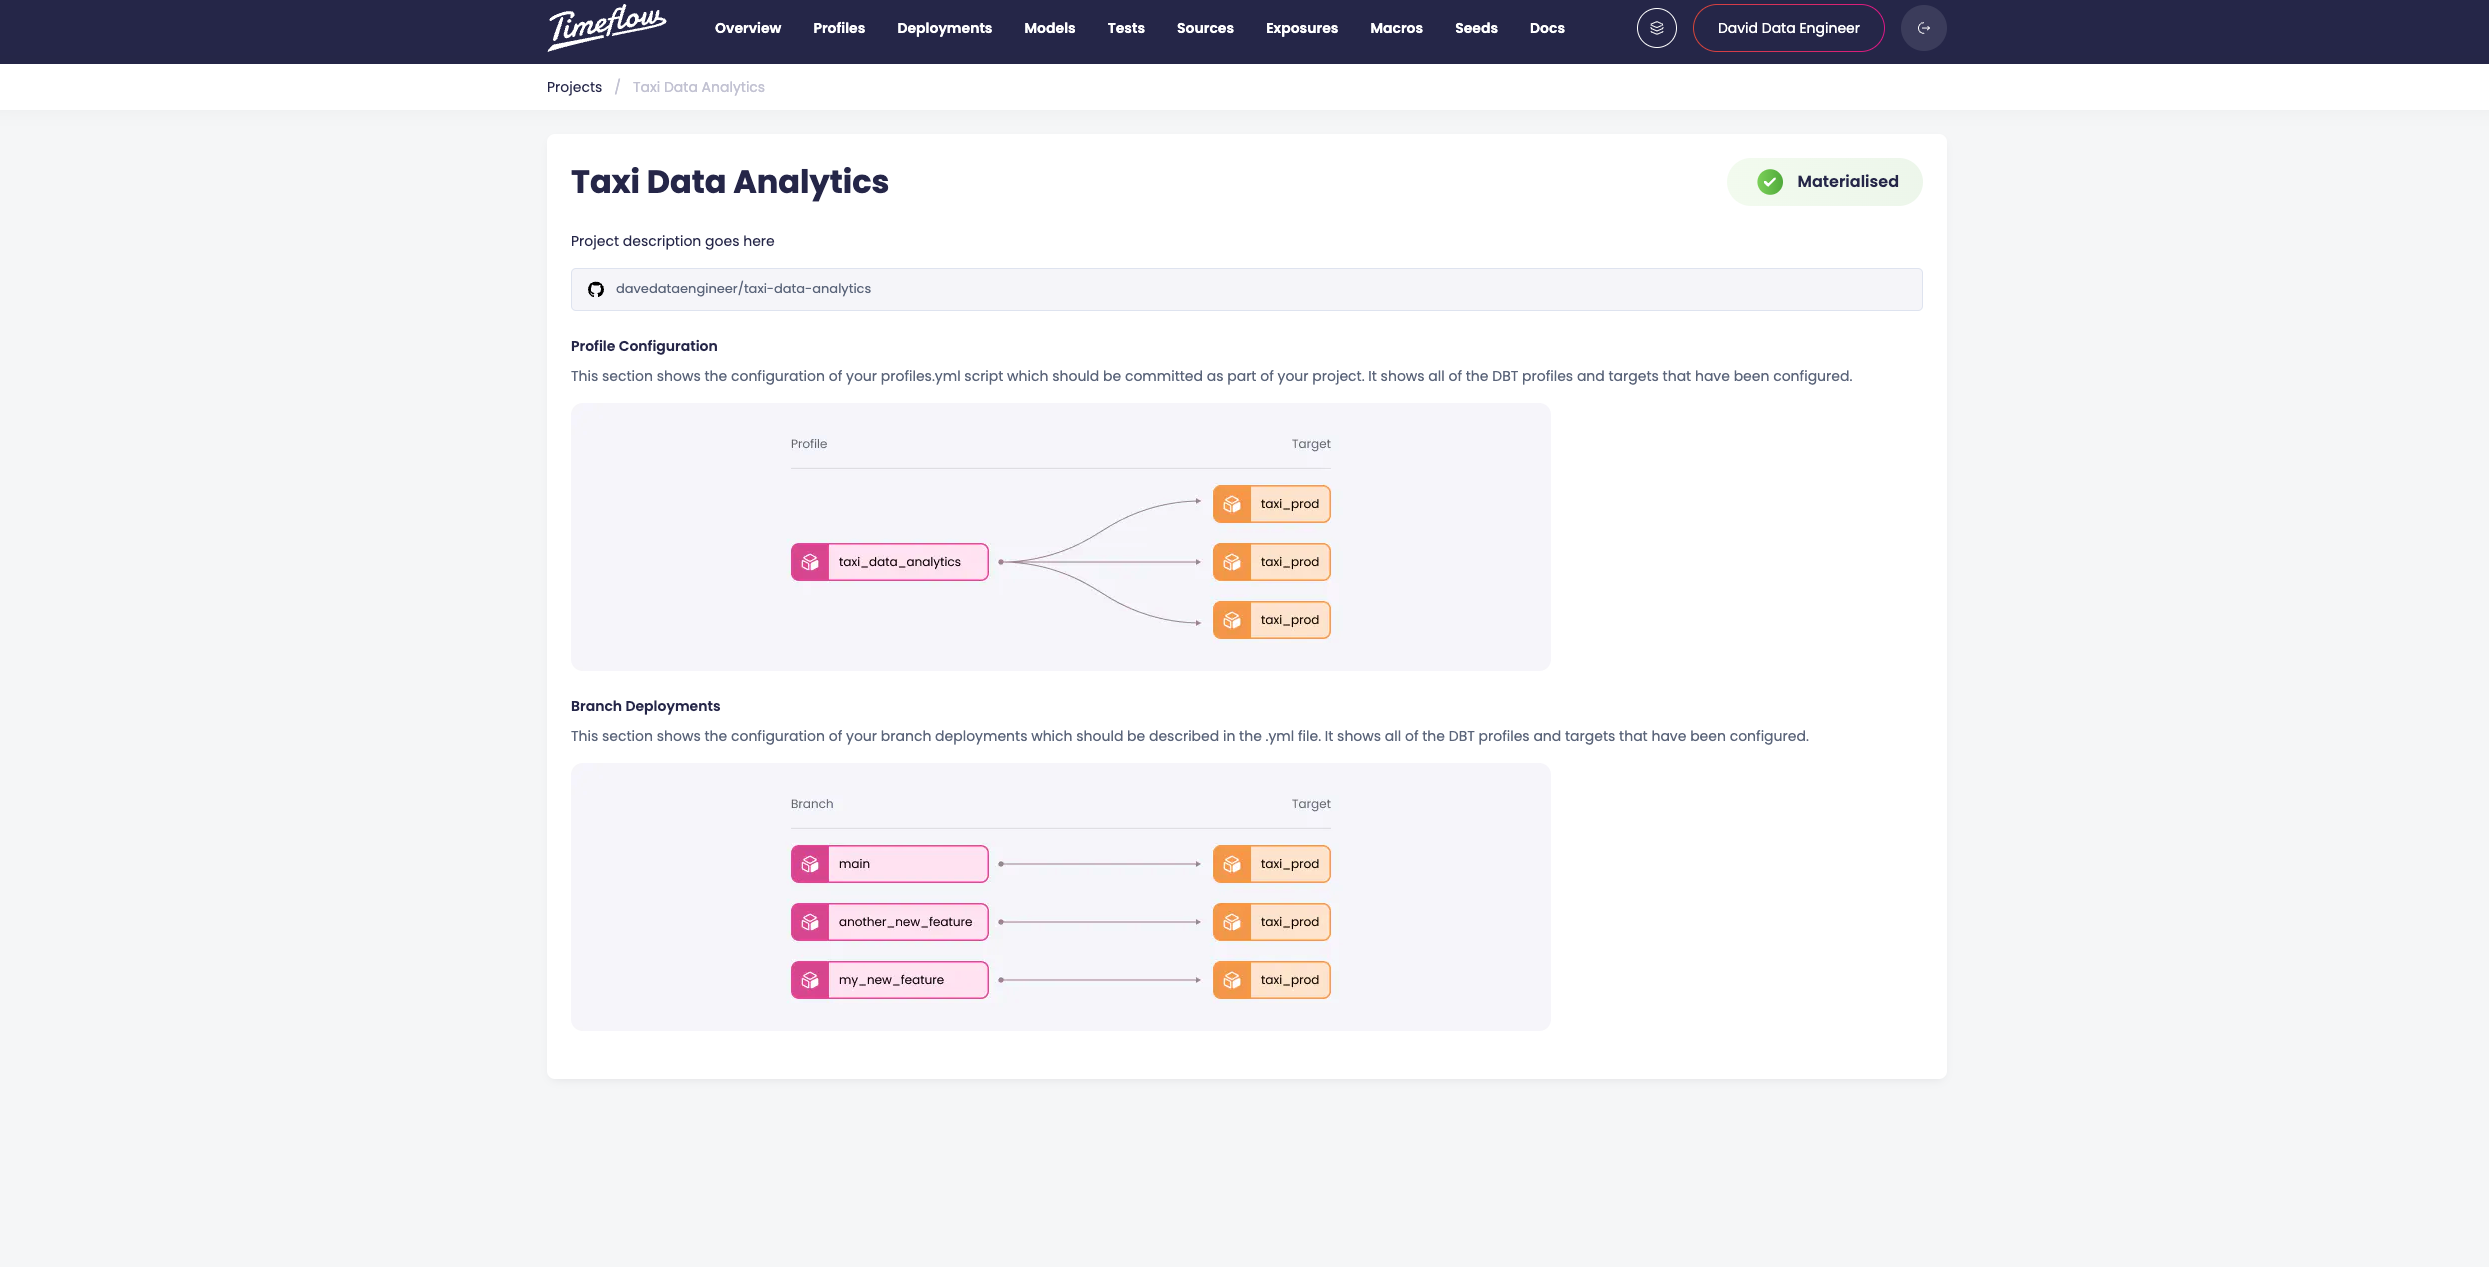 Timeflow
Overview
Profiles
Deployments
Models
Tests
Sources
Exposures
Macros
Seeds
Docs
David Data Engineer
Projects / Taxi Data Analytics
Taxi Data Analytics
Materialised
Project description goes here
davedataengineer/taxi-data-analytics
Profile Configuration
This section shows the configuration of your profiles.yml script which should be committed as part of your project. It shows all of the DBT profiles and targets that have been configured.
Profile
Target
taxi_prod
taxi_data_analytics
taxi_prod
taxi_prod
Branch Deployments
This section shows the configuration of your branch deployments which should be described in the .yml file. It shows all of the DBT profiles and targets that have been configured.
Branch
Target
main
taxi_prod
another_new_feature
taxi_prod
my_new_feature
taxi_prod